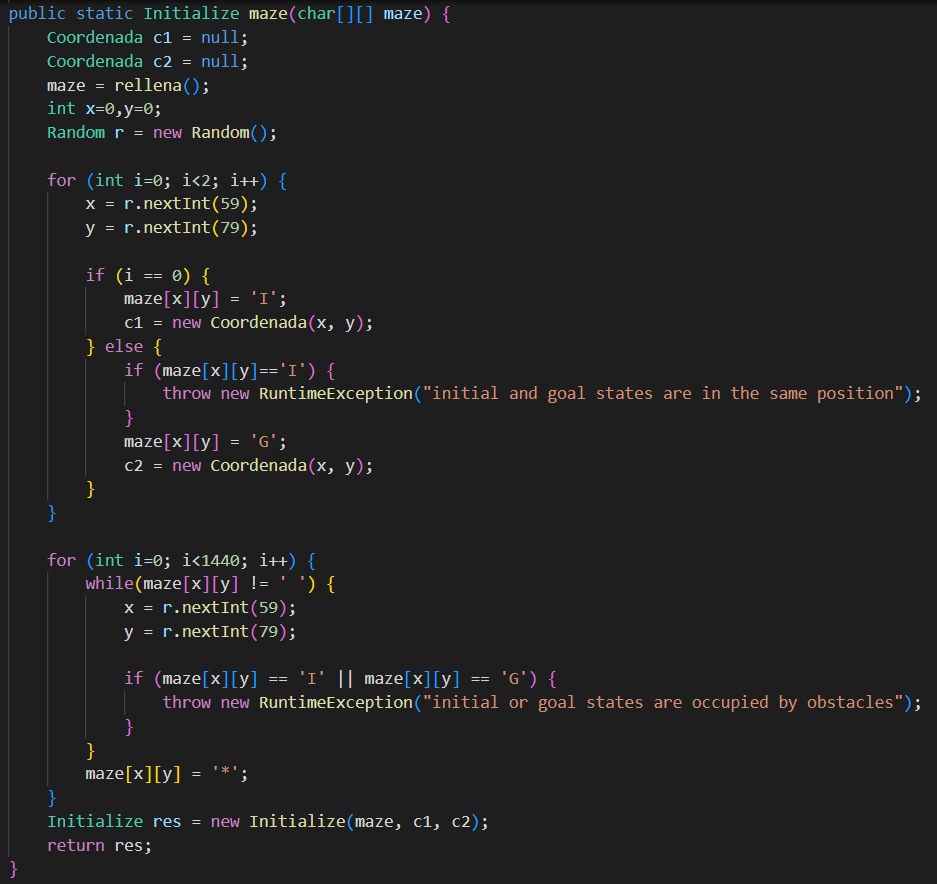 public static Initialize maze(char[][] maze) {
    Coordenada c1 = null;
    Coordenada c2 = null;
    maze = rellena();
    int x=0,y=0;
    Random r = new Random();

    for (int i=0; i<2; i++) {
        x = r.nextInt(59);
        y = r.nextInt(79);

        if (i == 0) {
            maze[x][y] = 'I';
            c1 = new Coordenada(x, y);
        } else {
            if (maze[x][y]=='I') {
                throw new RuntimeException("initial and goal states are in the same position");
            }
            maze[x][y] = 'G';
            c2 = new Coordenada(x, y);
        }
    }

    for (int i=0; i<1440; i++) {
        while(maze[x][y] != ' ') {
            x = r.nextInt(59);
            y = r.nextInt(79);

            if (maze[x][y] == 'I' || maze[x][y] == 'G') {
                throw new RuntimeException("initial or goal states are occupied by obstacles");
            }
        }
        maze[x][y] = '*';
    }
    Initialize res = new Initialize(maze, c1, c2);
    return res;
}